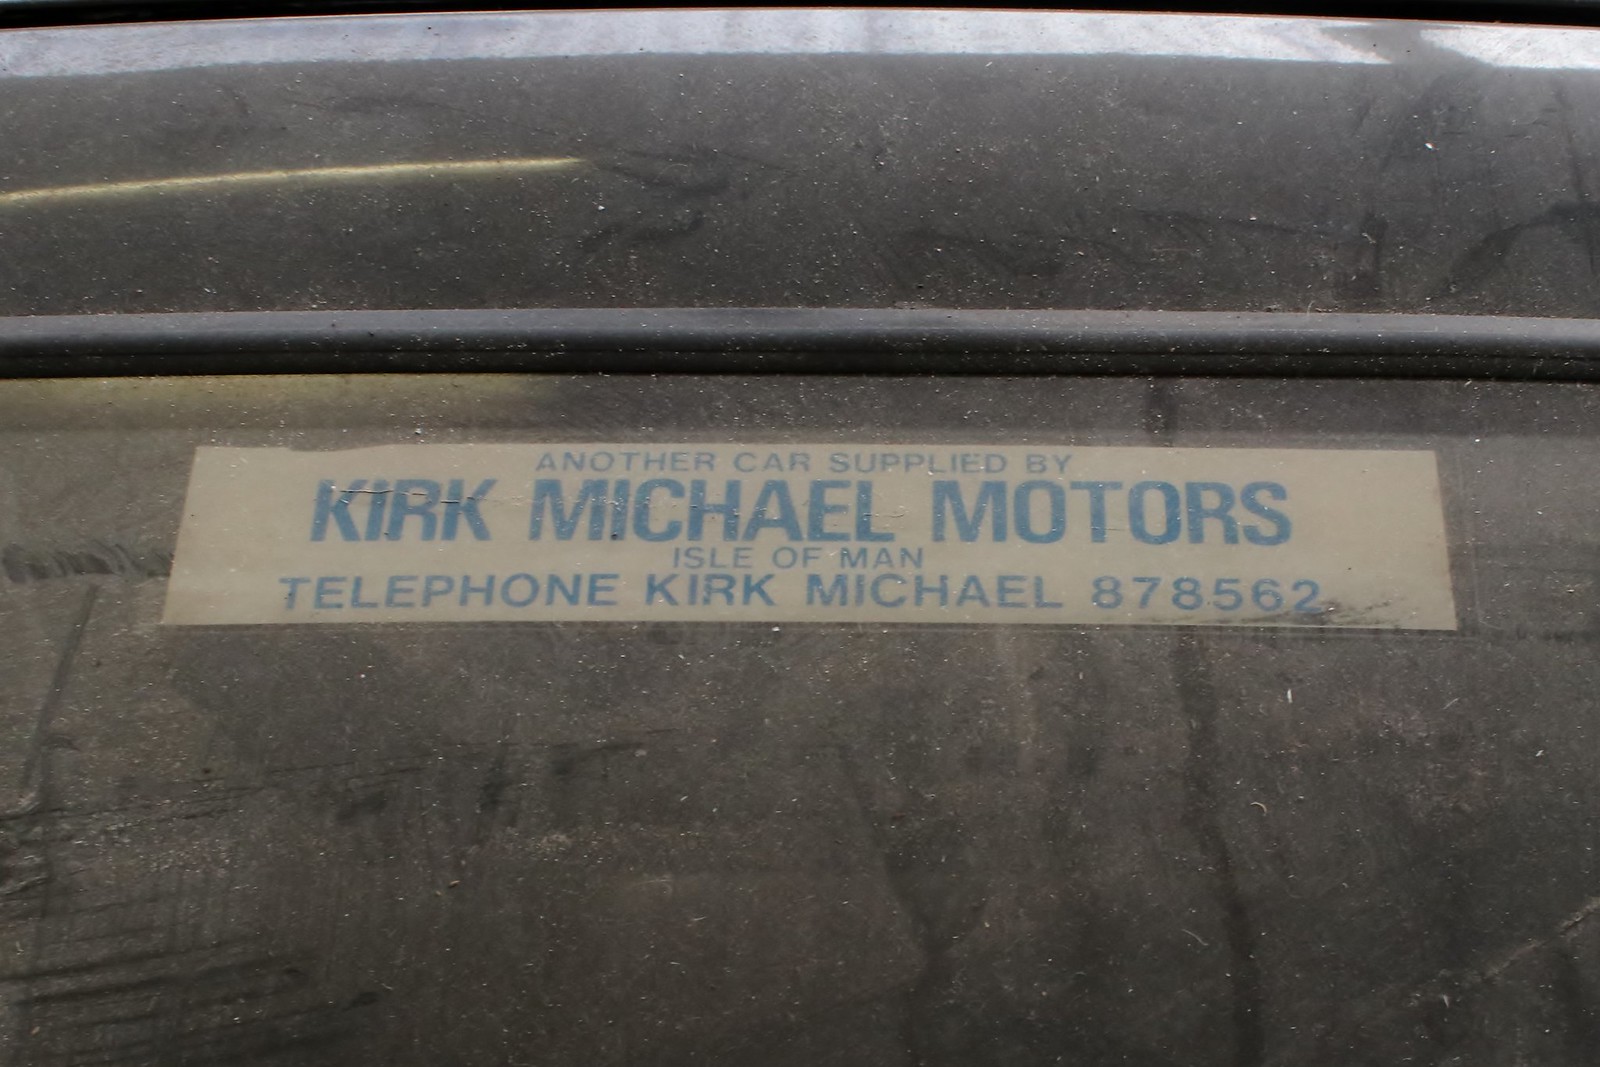 ANOTHER CAR SUPPLIED BY
KIRK MICHAEL MOTORS
ISLE OF MAN
TELEPHONE KIRK MICHAEL 878562